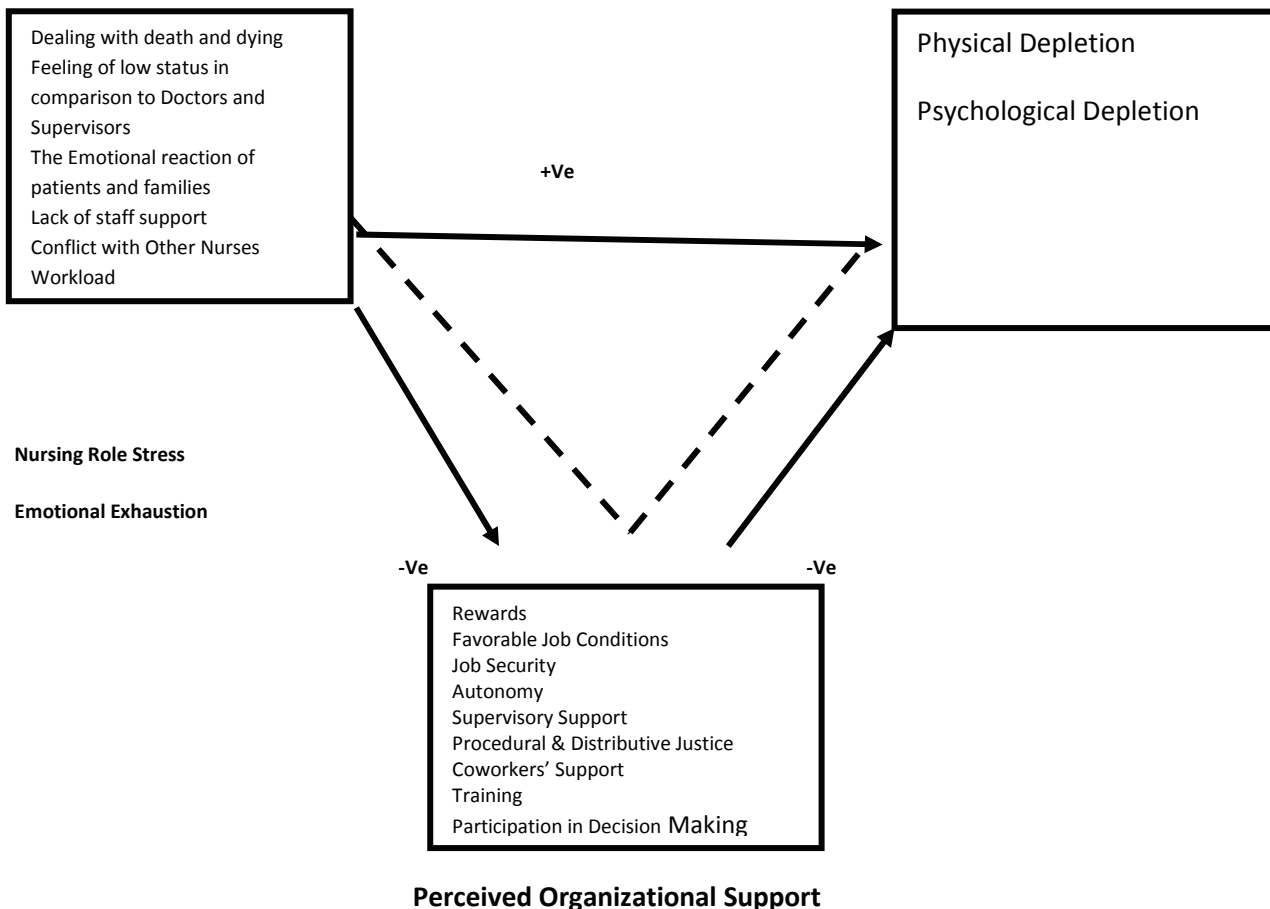 Dealing with death and dying
Feeling of low status in
comparison to Doctors and
Supervisors
The Emotional reaction of
patients and families
Lack of staff support
Conflict with Other Nurses
Workload
Physical Depletion
Psychological Depletion
+Ve
Nursing Role Stress
Emotional Exhaustion
-Ve
-Ve
Rewards
Favorable Job Conditions
Job Security
Autonomy
Supervisory Support
Procedural & Distributive Justice
Coworkers’ Support
Training
Participation in Decision Making
Perceived Organizational Support